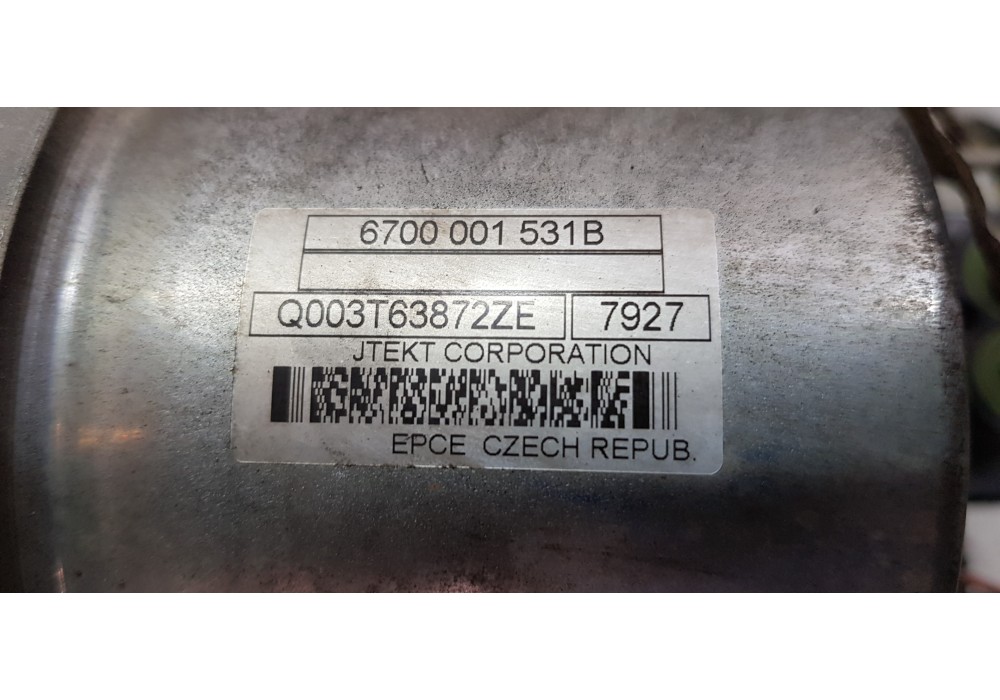 6700 001 531B
Q003T63872ZE 7927
JTEKT CORPORATION
EPCE CZECH REPUB.